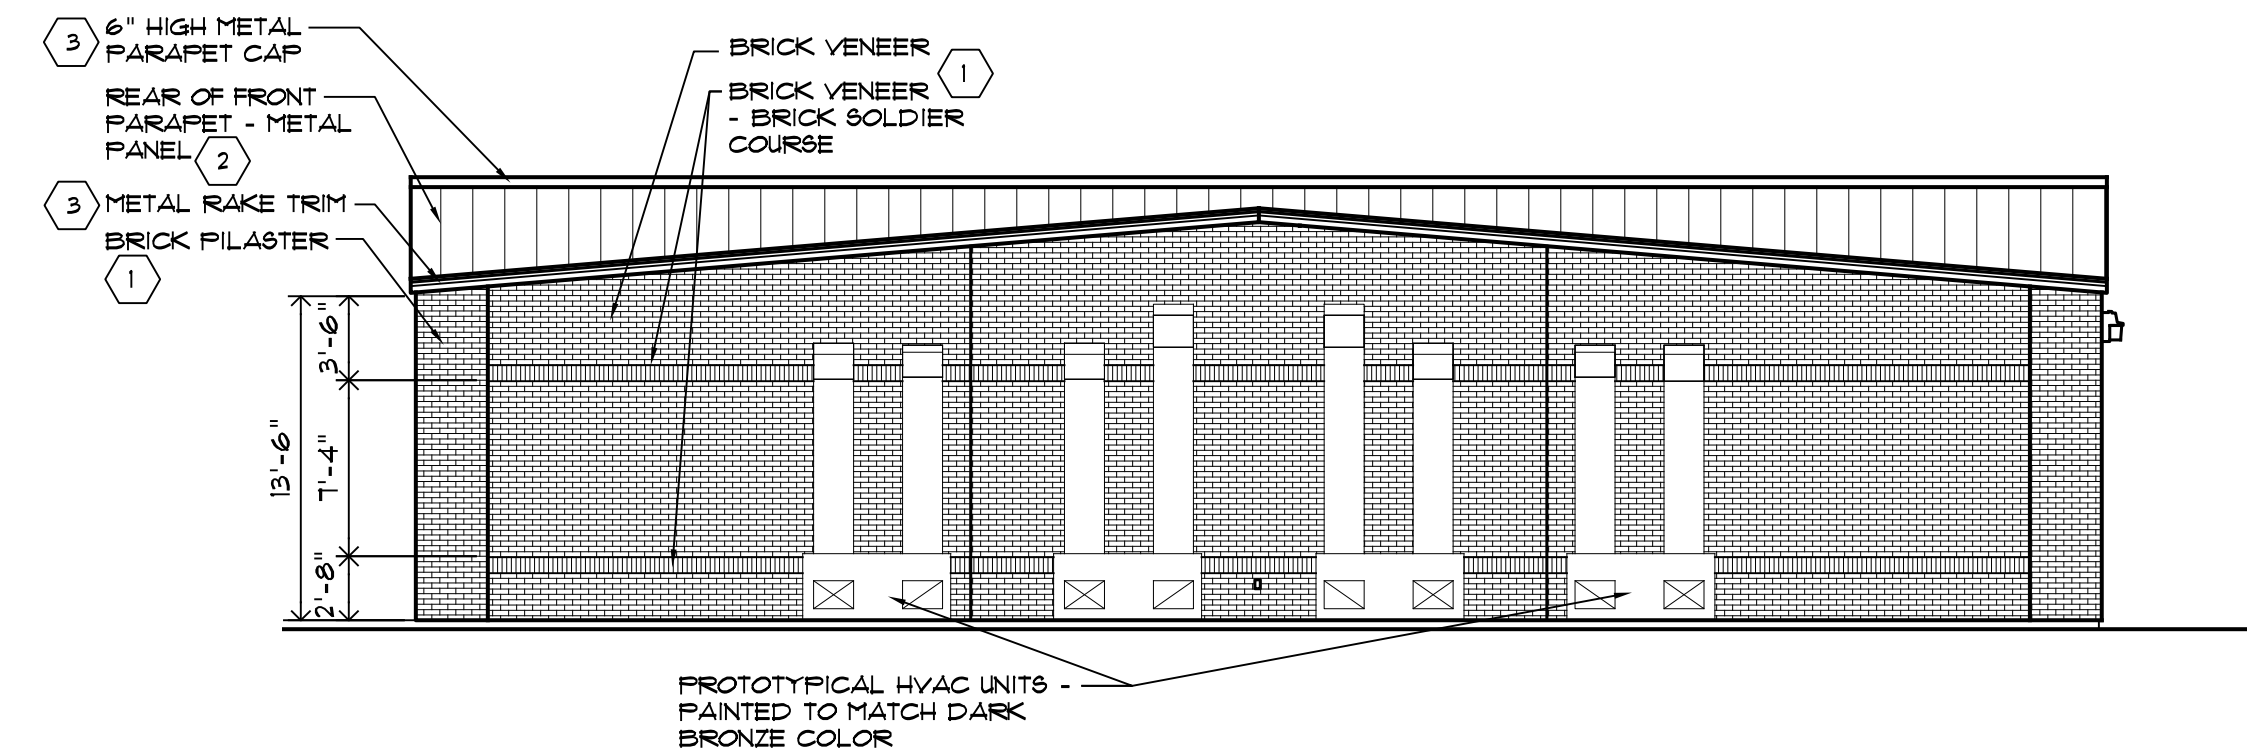 3
6" HIGH METAL
PARAPET CAP
REAR OF FRONT
PARAPET - METAL
PANEL
2
3
METAL RAKE TRIM
BRICK PILASTER
1
BRICK VENEER
1
BRICK VENEER
- BRICK SOLDIER
COURSE
3'-6"
13'-6"
7'-4"
2'-8"
PROTOTYPICAL HVAC UNITS -
PAINTED TO MATCH DARK
BRONZE COLOR